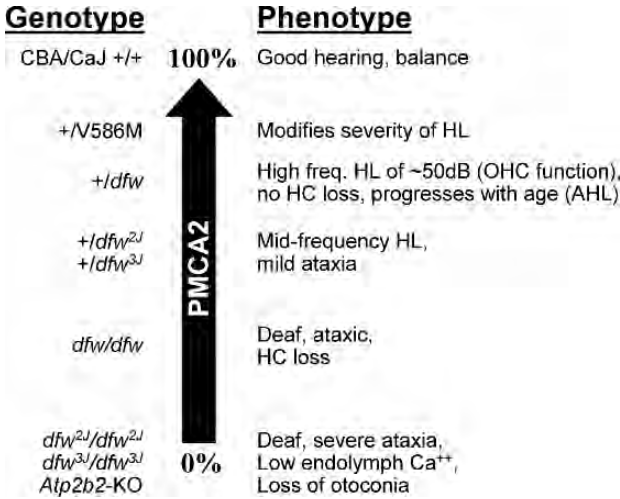 Genotype Phenotype
CBA/CaJ +/+ 100% Good hearing, balance
+/V586M Modifies severity of HL
+/dfw High freq. HL of ~50dB (OHC function),
no HC loss, progresses with age (AHL)
+/dfw²ᴶ Mid-frequency HL,
+/dfw³ᴶ mild ataxia
PMCA2
dfw/dfw Deaf, ataxic,
HC loss
dfw²ᴶ/dfw²ᴶ Deaf, severe ataxia,
dfw³ᴶ/dfw³ᴶ 0% Low endolymph Ca⁺⁺,
Atp2b2-KO Loss of otoconia